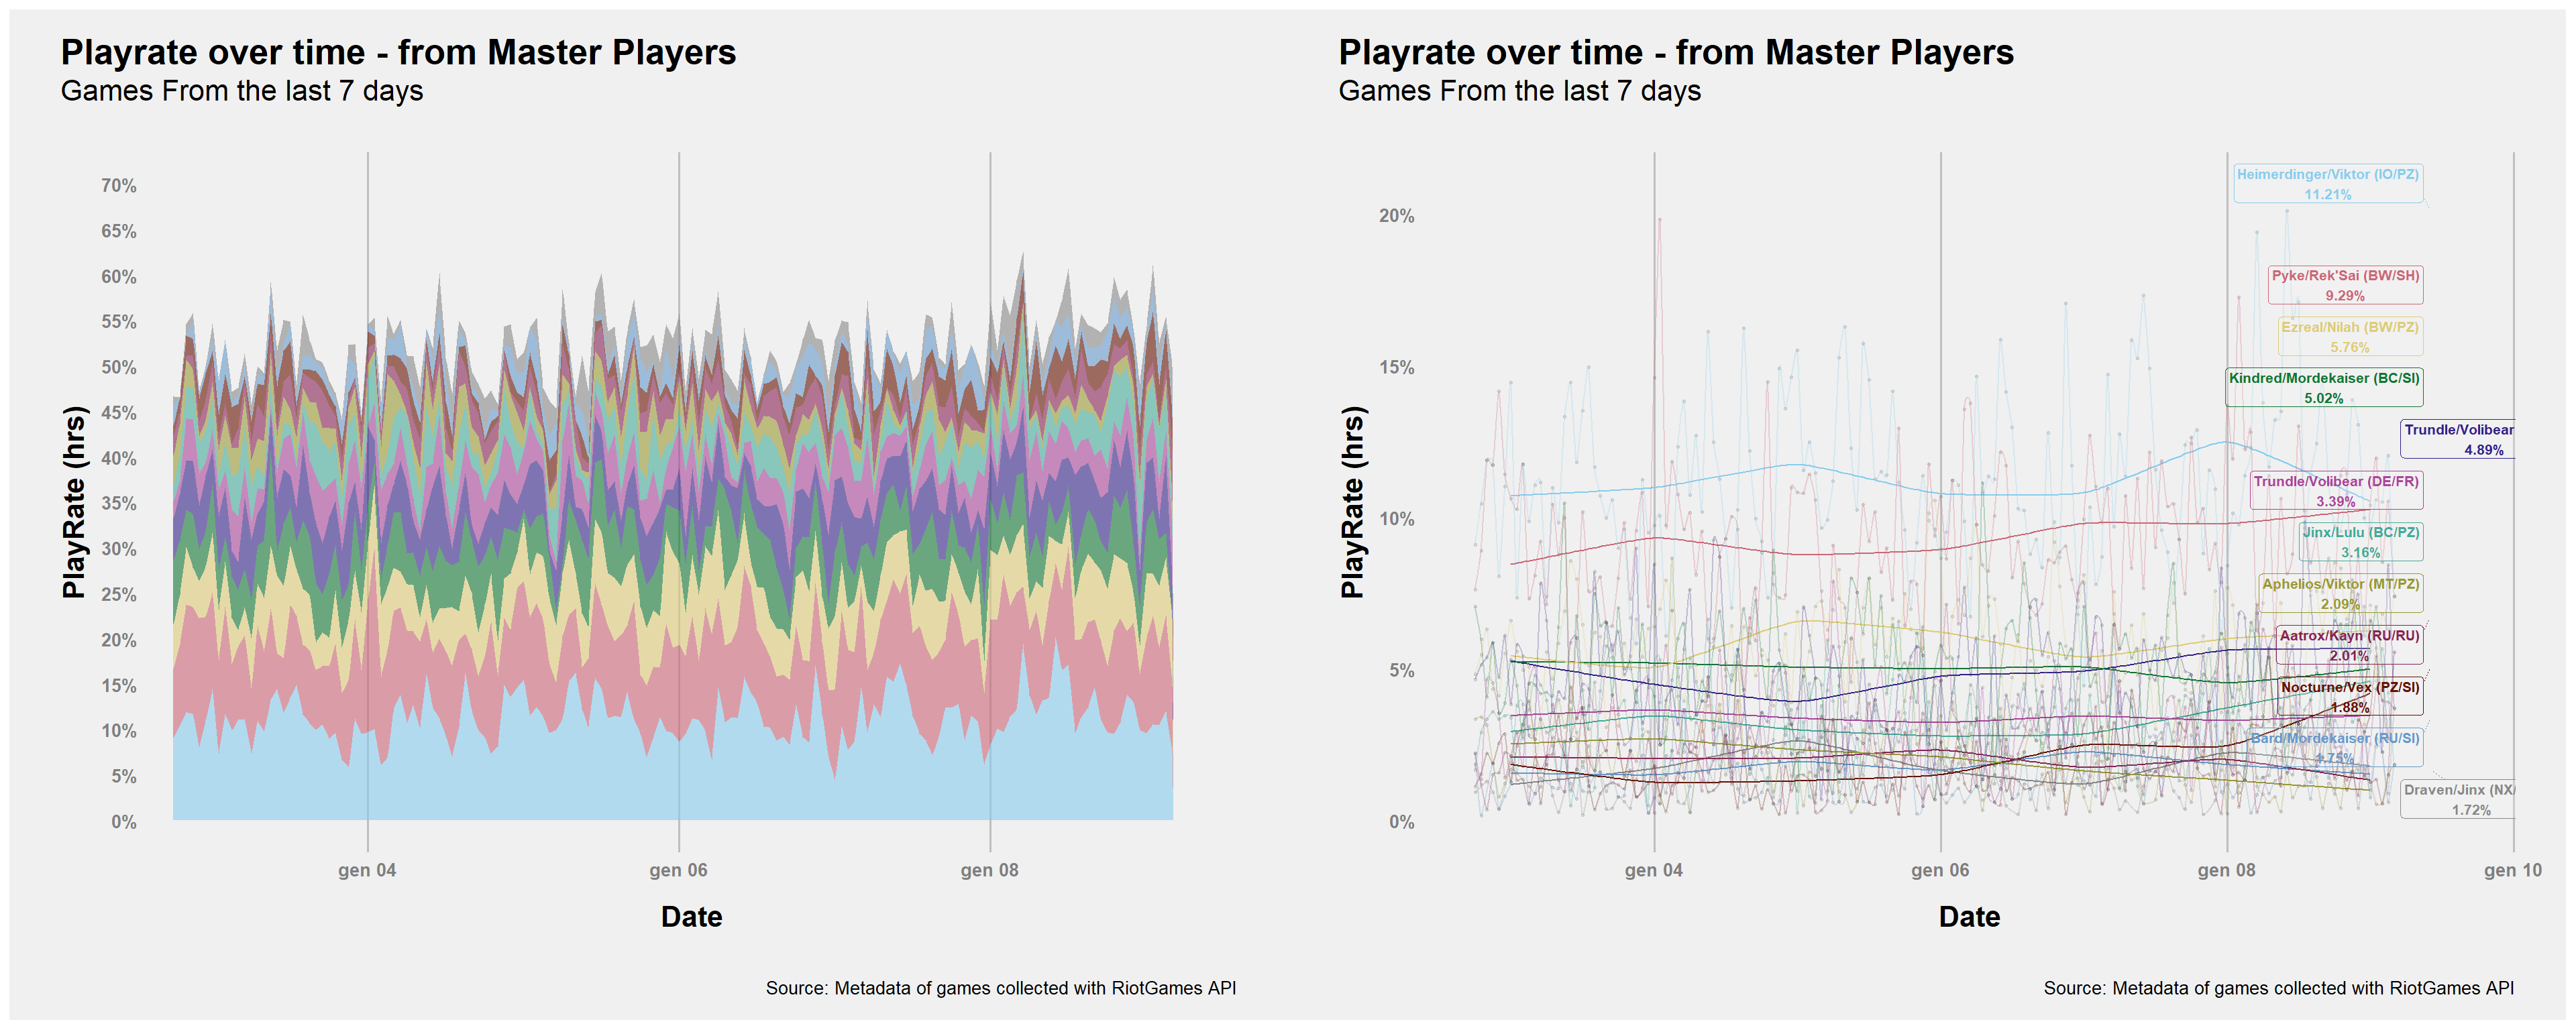 Playrate over time - from Master Players
Games From the last 7 days
PlayRate (hrs)
70%
65%
60%
55%
50%
45%
40%
35%
30%
25%
20%
15%
10%
5%
0%
gen 04
gen 06
gen 08
Date
Source: Metadata of games collected with RiotGames API
Playrate over time - from Master Players
Games From the last 7 days
PlayRate (hrs)
20%
15%
10%
5%
0%
Heimerdinger/Viktor (IO/PZ)
11.21%
Pyke/Rek'Sai (BW/SH)
9.29%
Ezreal/Nilah (BW/PZ)
5.76%
Kindred/Mordekaiser (BC/SI)
5.02%
Trundle/Volibear
4.89%
Trundle/Volibear (DE/FR)
3.39%
Jinx/Lulu (BC/PZ)
3.16%
Aphelios/Viktor (MT/PZ)
2.09%
Aatrox/Kayn (RU/RU)
2.01%
Nocturne/Vex (PZ/SI)
1.88%
Bard/Mordekaiser (RU/SI)
1.75%
Draven/Jinx (NX/
1.72%
gen 04
gen 06
gen 08
gen 10
Date
Source: Metadata of games collected with RiotGames API